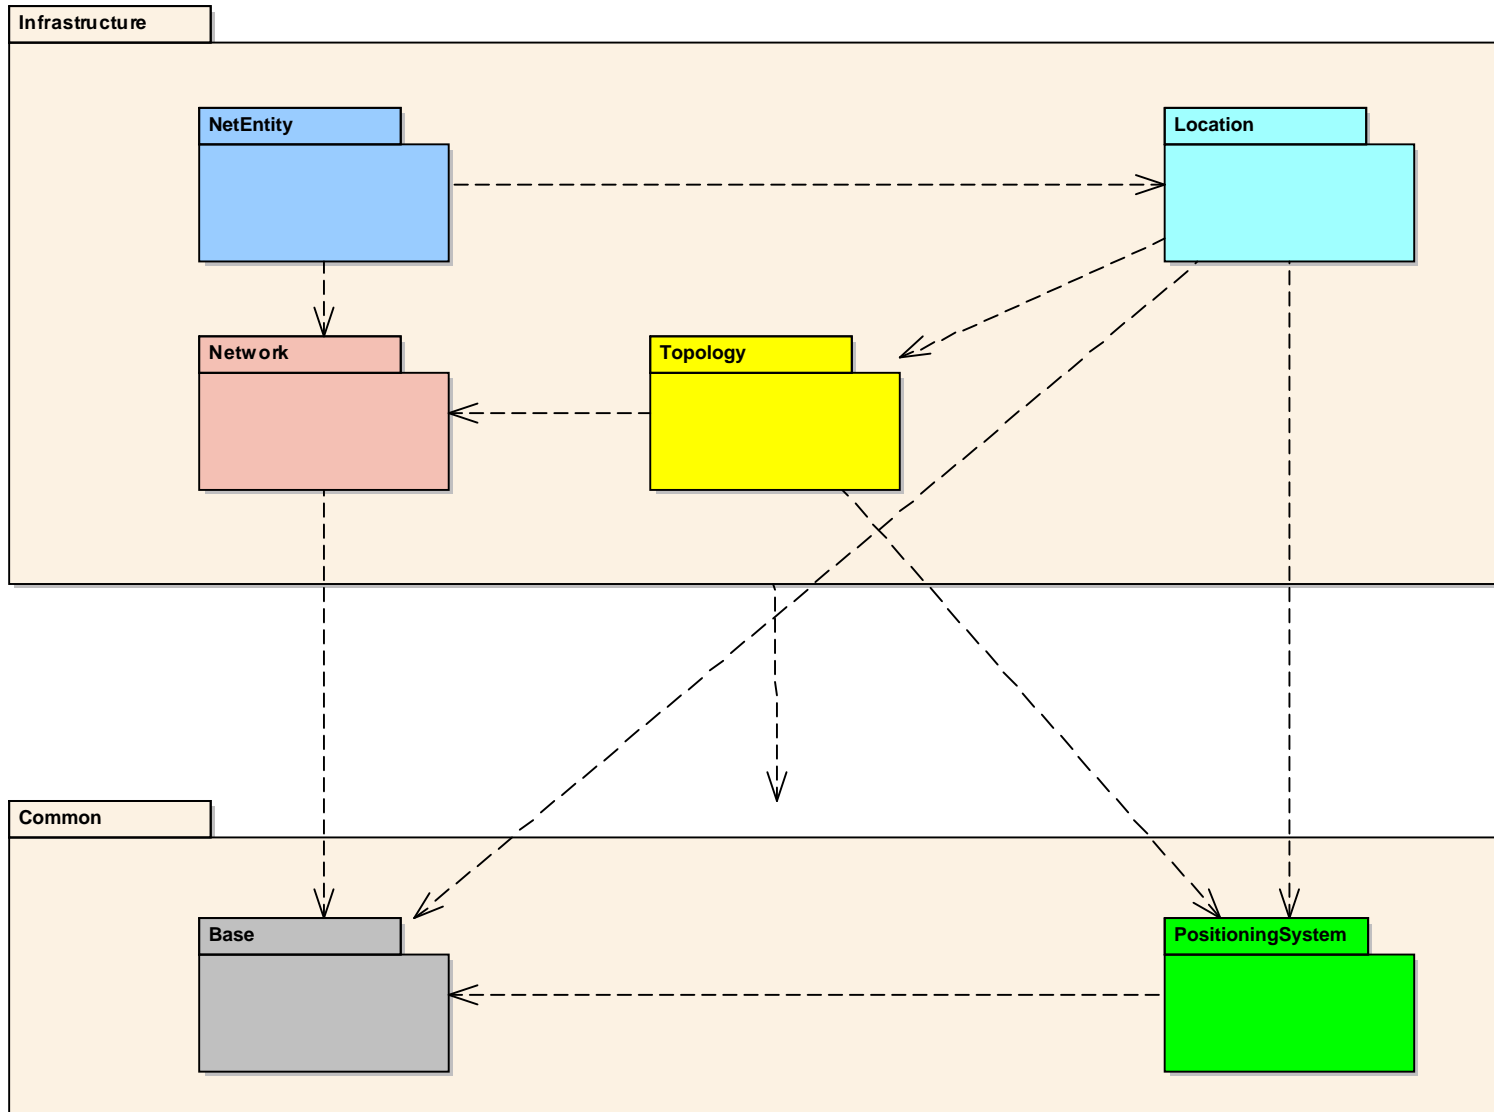 Infrastructure
NetEntity
Location
Network
Topology
Common
Base
PositioningSystem